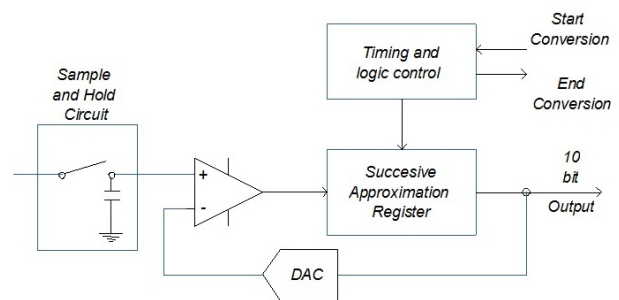 Start
Conversion
Timing and
logic control
End
Conversion
Sample
and Hold
Circuit
+
-
Succesive
Approximation
Register
10
bit
Output
DAC